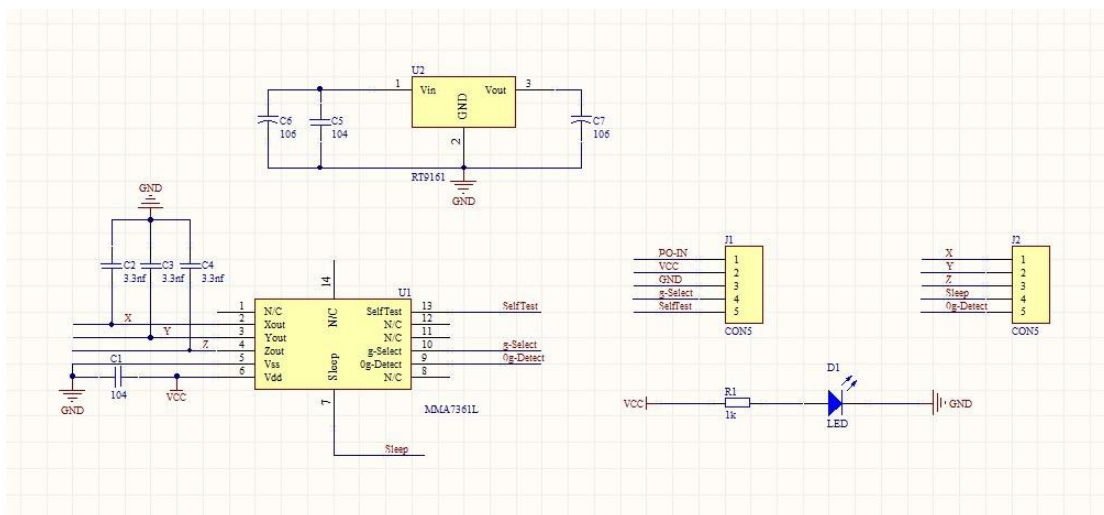 U2
1
Vin
Vout
3
GND
2
C6
106
C5
104
C7
106
RT9161
GND
GND
C2
3.3nf
C3
3.3nf
C4
3.3nf
X
Y
Z
C1
104
GND
VCC
U1
14
N/C
1
N/C
2
Xout
3
Yout
4
Zout
5
Vss
6
Vdd
SelfTest
13
SelfTest
N/C
12
N/C
11
g-Select
10
g-Select
0g-Detect
9
0g-Detect
N/C
8
Sleep
7
Sleep
MMA7361L
J1
PO-IN
1
VCC
2
GND
3
g-Select
4
SelfTest
5
CON5
J2
X
1
Y
2
Z
3
Sleep
4
0g-Detect
5
CON5
VCC
R1
1k
D1
LED
GND